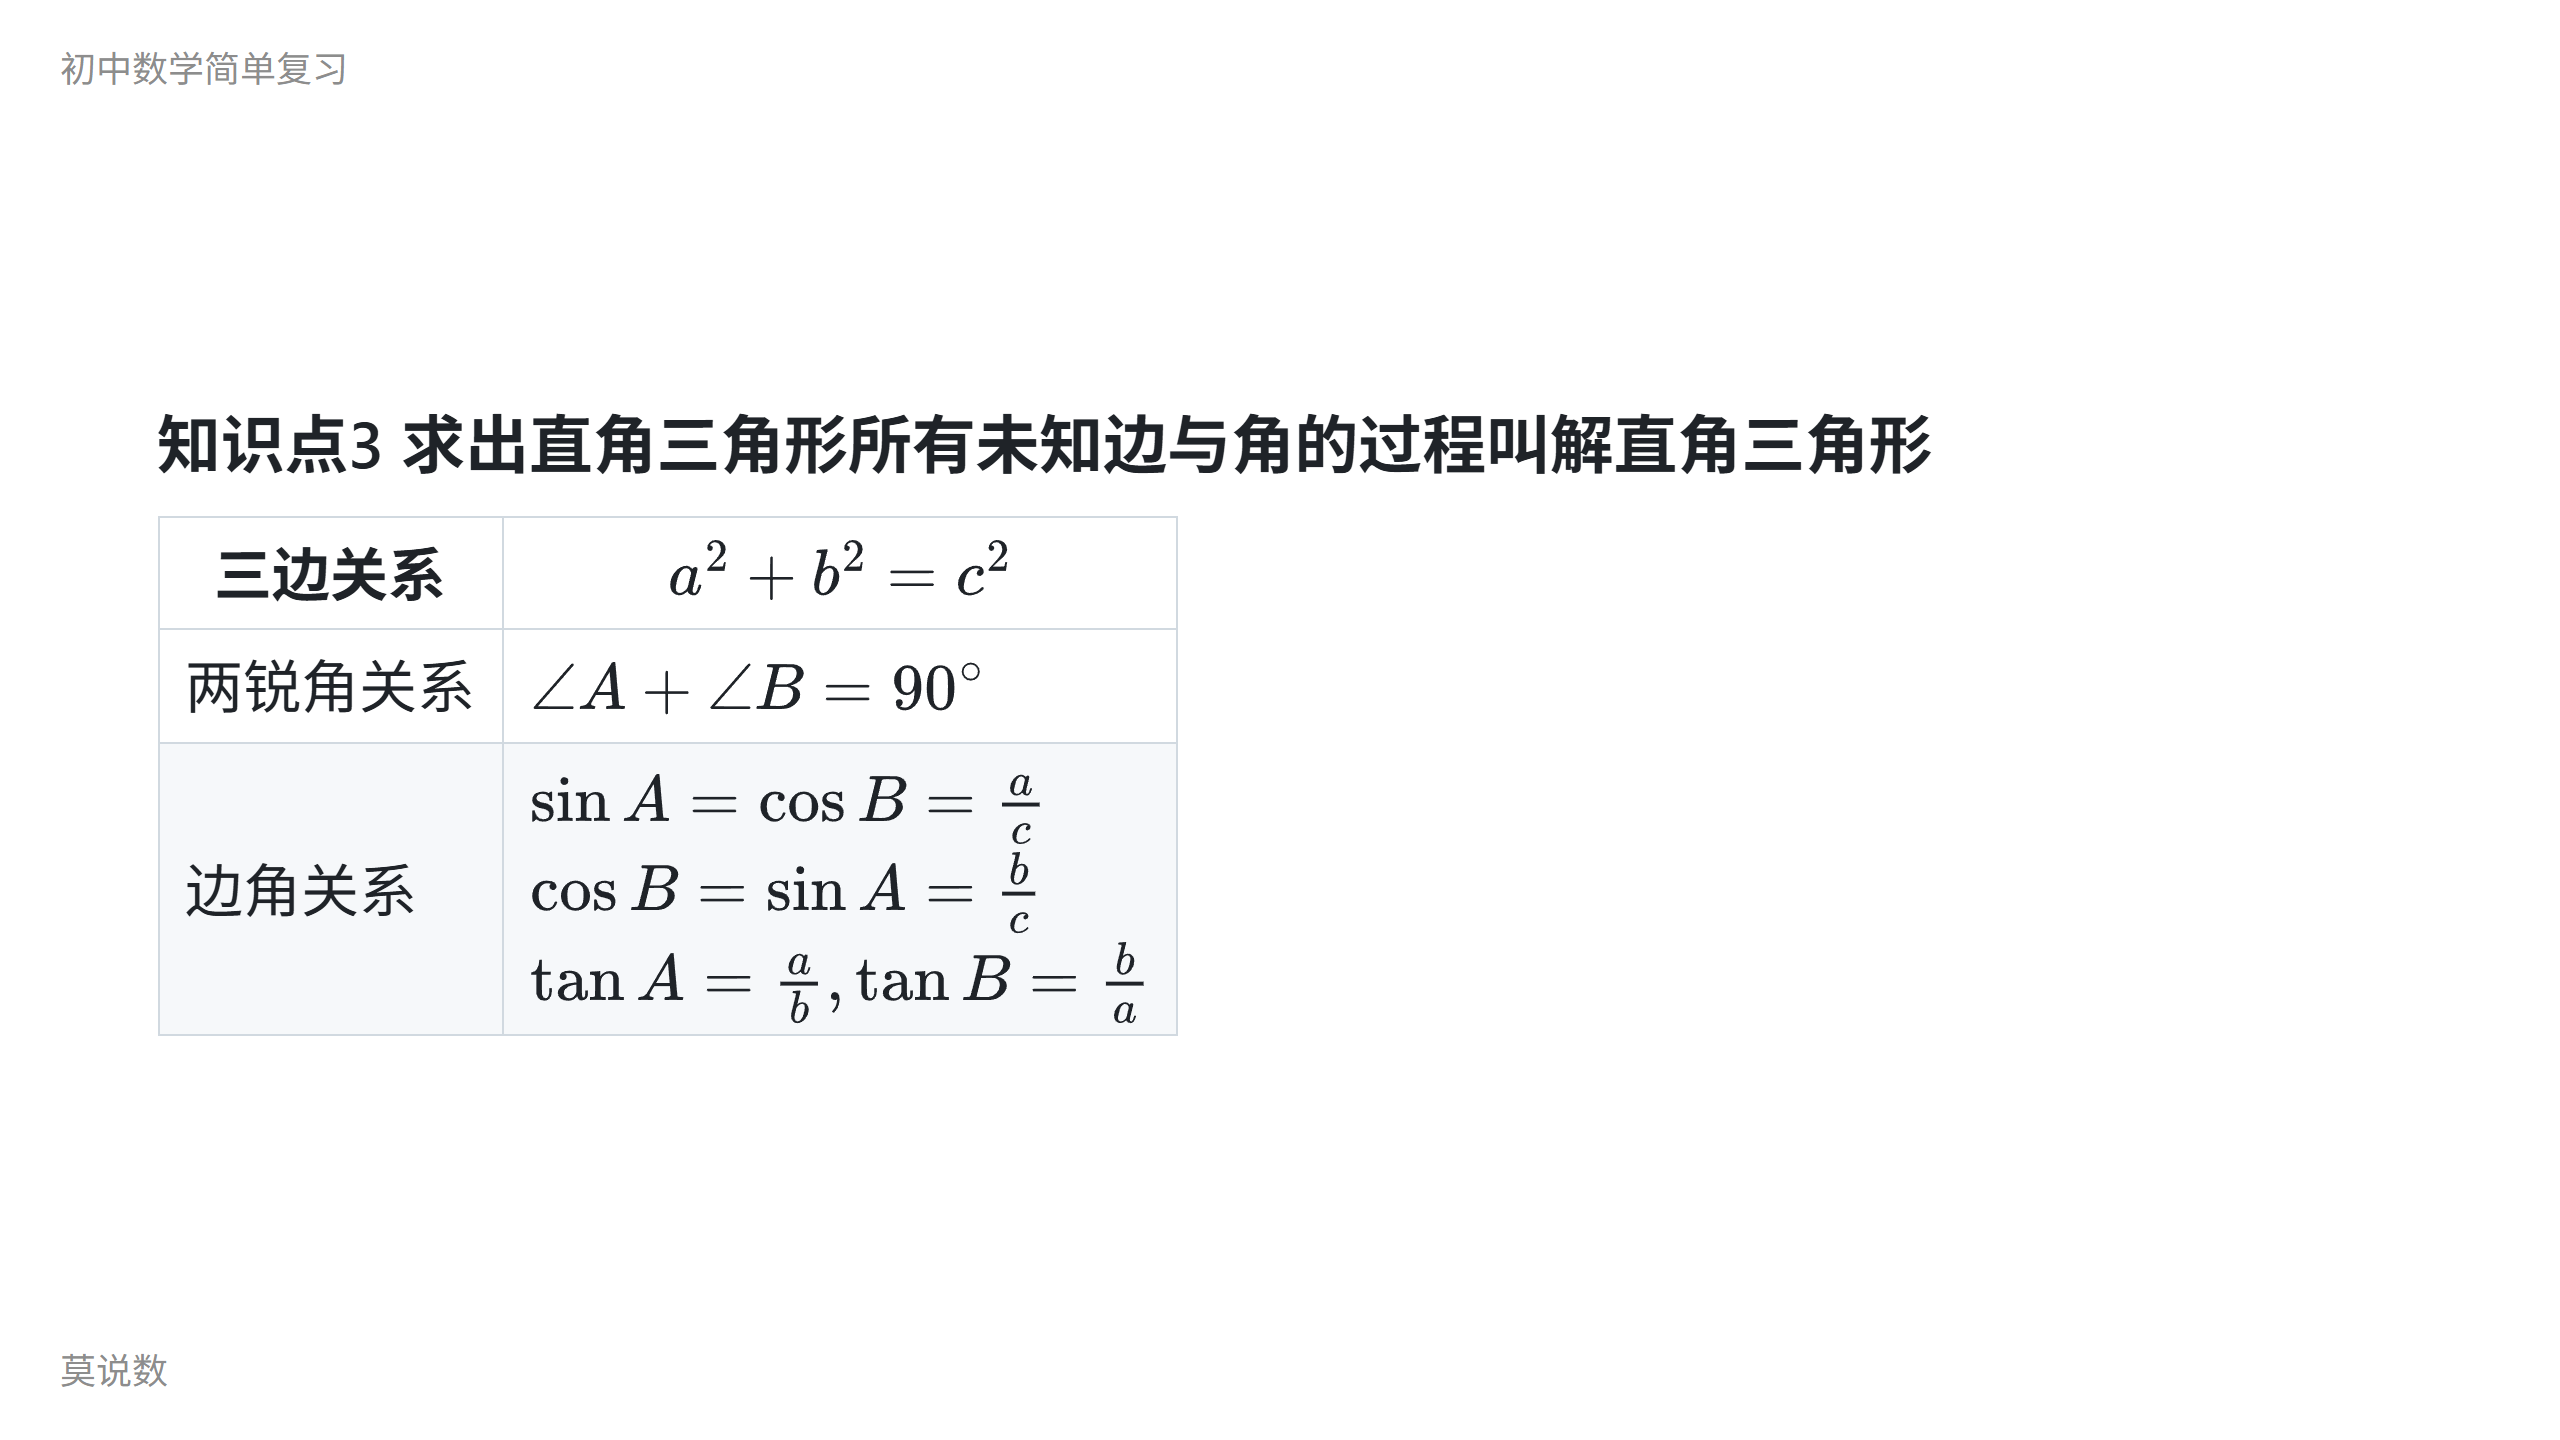 初中数学简单复习
知识点3 求出直角三角形所有未知边与角的过程叫解直角三角形
三边关系 a² + b² = c²
两锐角关系 ∠A + ∠B = 90°
边角关系
sin A = cos B = a/c
cos B = sin A = b/c
tan A = a/b, tan B = b/a
莫说数